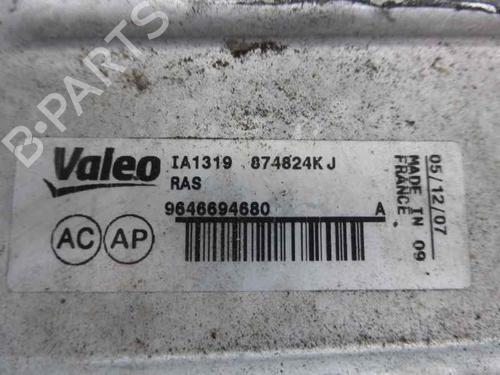 B-PARTS
Valeo
IA1319 874824KJ
RAS
9646694680 A
AC AP
05/12/07
MADE IN 09
FRANCE